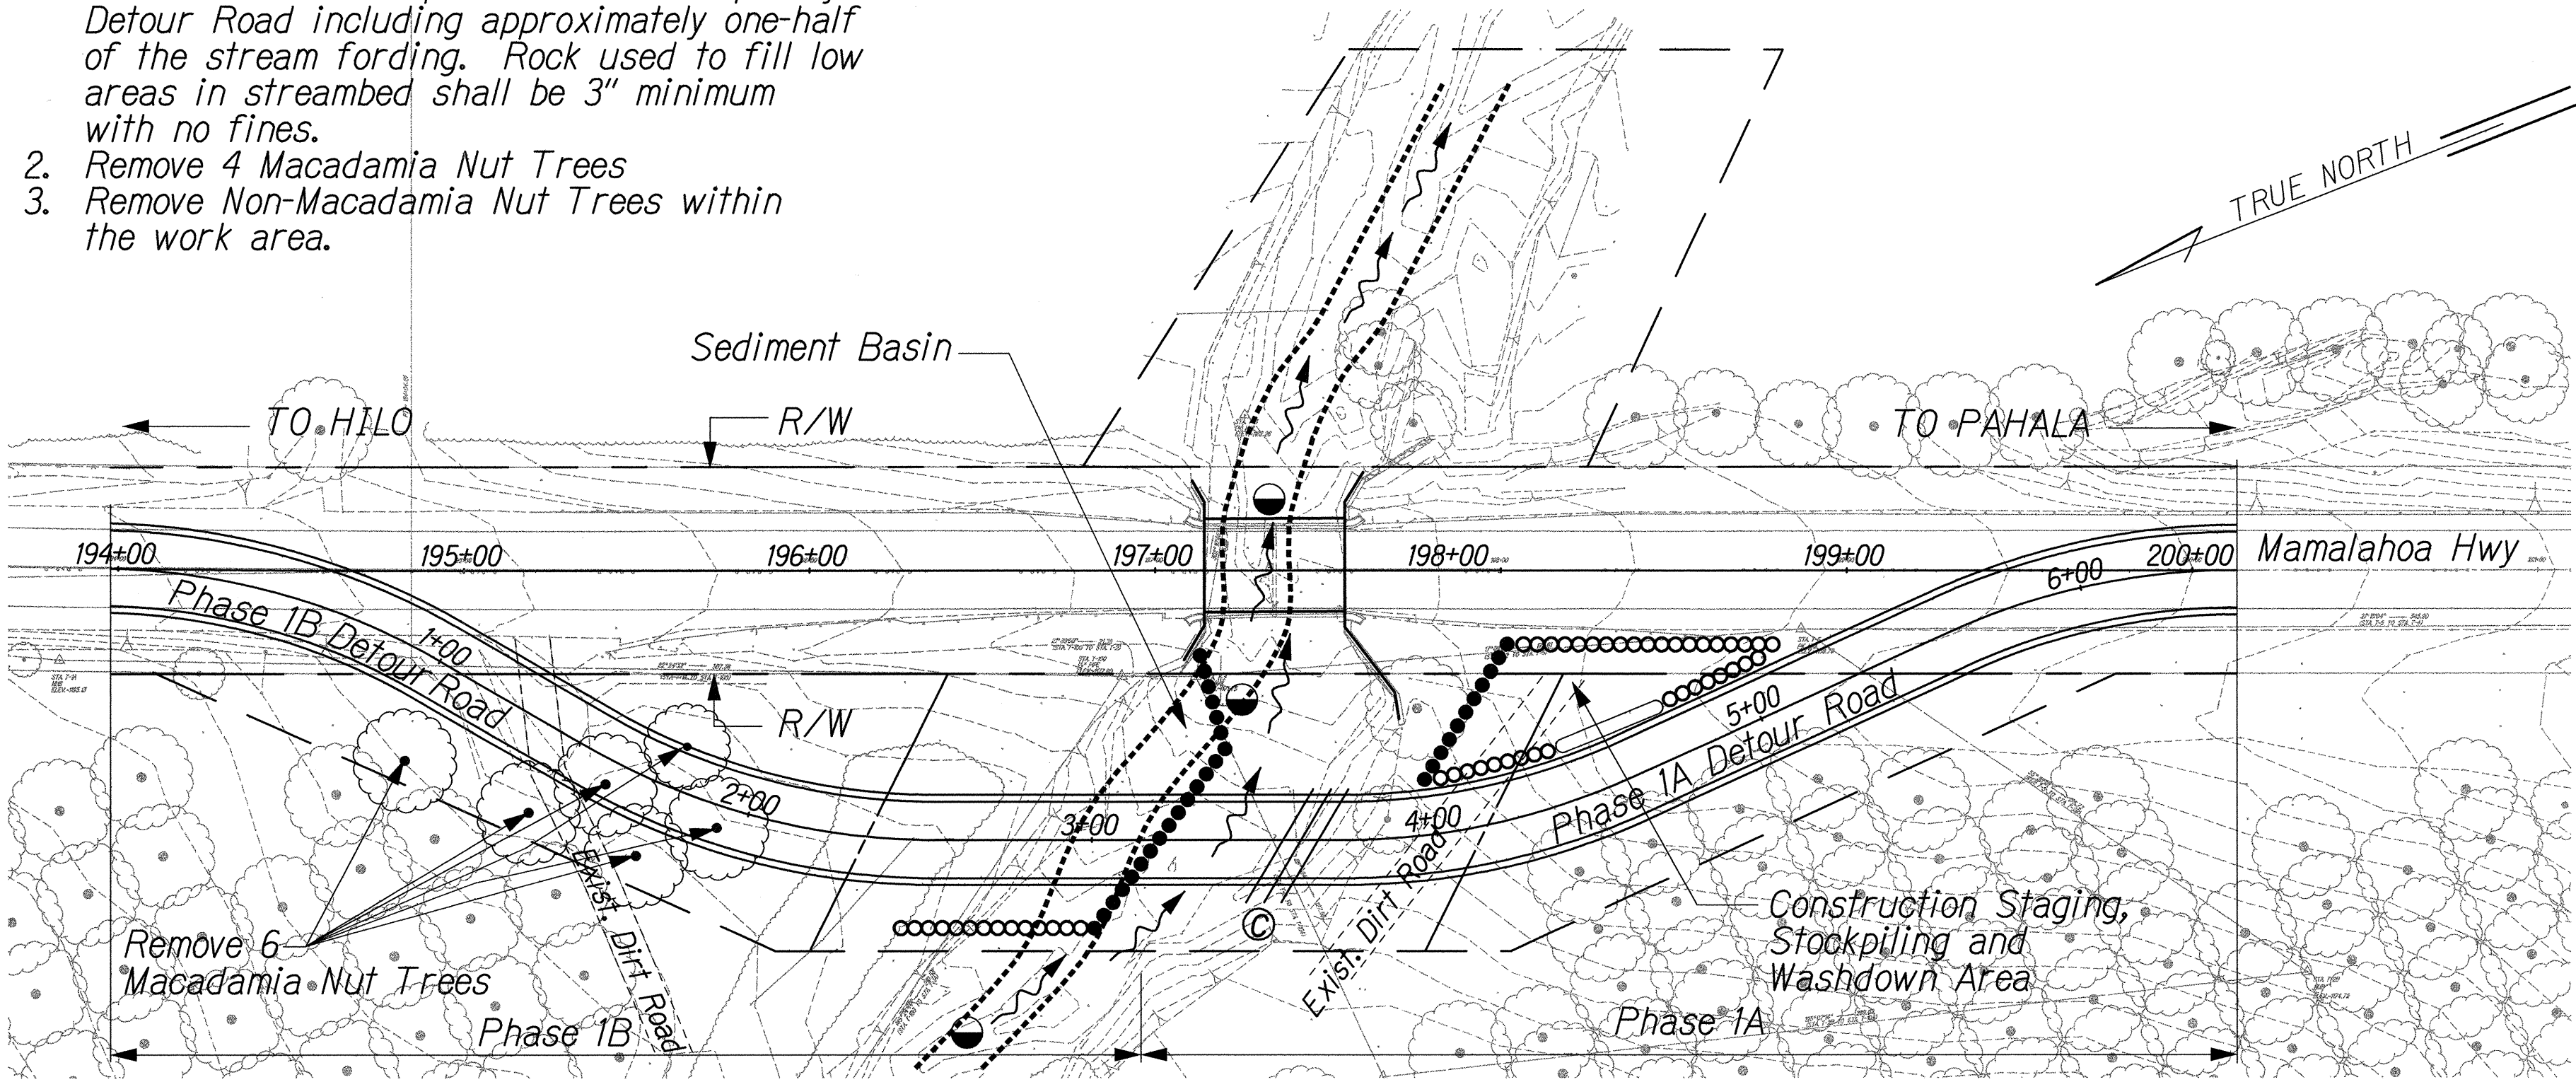 Detour Road including approximately one-half
of the stream fording. Rock used to fill low
areas in streambed shall be 3" minimum
with no fines.
2. Remove 4 Macadamia Nut Trees
3. Remove Non-Macadamia Nut Trees within
the work area.
TRUE NORTH
Sediment Basin
TO HILO
R/W
TO PAHALA
194+00
195+00
196+00
197+00
198+00
199+00
200+00
Mamalahoa Hwy
Phase 1B Detour Road
1+00
2+00
3+00
4+00
5+00
6+00
Phase 1A Detour Road
R/W
Exist. Dirt Road
Exist. Dirt Road
©
Remove 6
Macadamia Nut Trees
Construction Staging,
Stockpiling and
Washdown Area
Phase 1B
Phase 1A